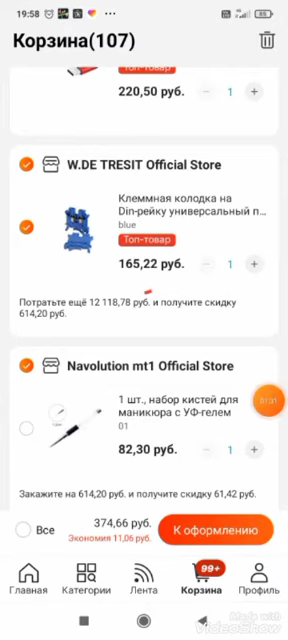 19:58
85
Корзина(107)
Топ-товар
220,50 руб.
− 1 +
W.DE TRESIT Official Store
Клеммная колодка на
Din-рейку универсальный п...
blue
Топ-товар
165,22 руб.
− 1 +
Потратьте ещё 12 118,78 руб. и получите скидку
614,20 руб.
Navolution mt1 Official Store
1 шт., набор кистей для
маникюра с УФ-гелем
01
82,30 руб.
− 1 +
01:31
Закажите на 614,20 руб. и получите скидку 61,42 руб.
Все
374,66 руб.
Экономия 11,06 руб.
К оформлению
99+
Главная
Категории
Лента
Корзина
Профиль
Made with
VideoShow